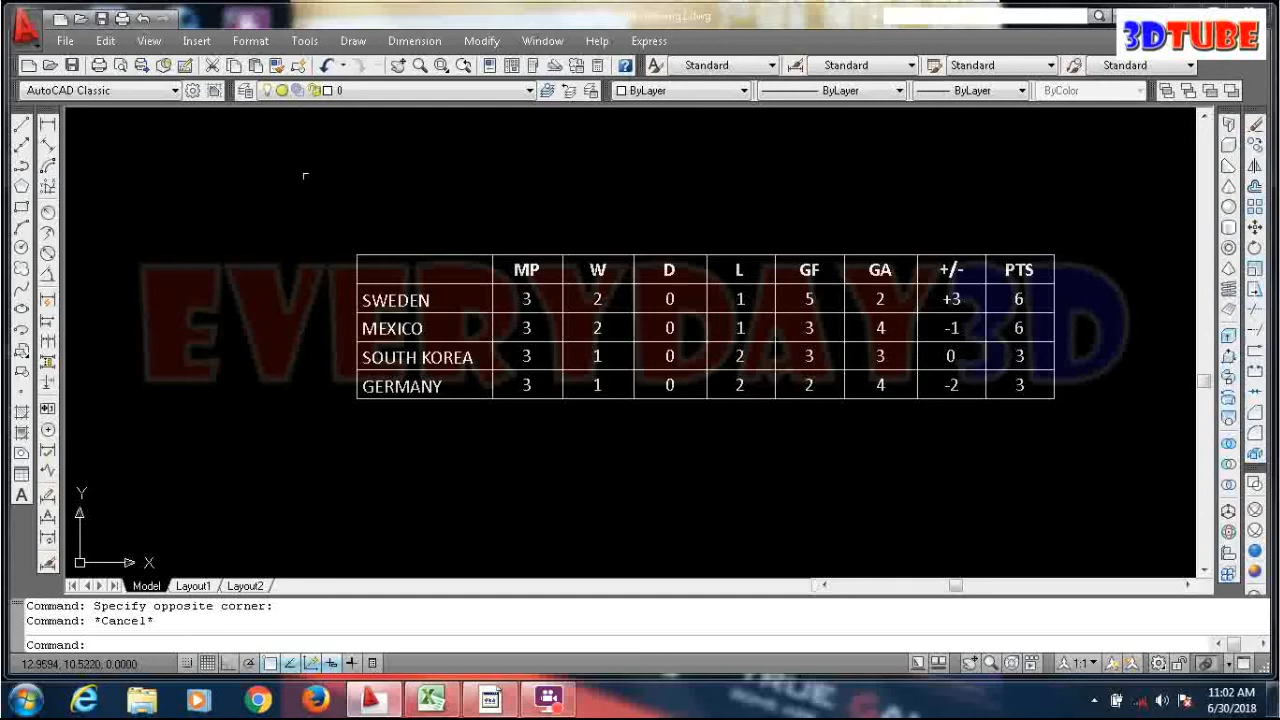 3DTUBE
File Edit View Insert Format Tools Draw Dimension Modify Window Help Express
Standard Standard Standard Standard
AutoCAD Classic 0 ByLayer ByLayer ByLayer ByColor
EVERYDAY3D
MP W D L GF GA +/- PTS
SWEDEN 3 2 0 1 5 2 +3 6
MEXICO 3 2 0 1 3 4 -1 6
SOUTH KOREA 3 1 0 2 3 3 0 3
GERMANY 3 1 0 2 2 4 -2 3
Y
X
Model Layout1 Layout2
Command: Specify opposite corner:
Command: *Cancel*
Command:
12.9594, 10.5220, 0.0000 1:1
11:02 AM
6/30/2018